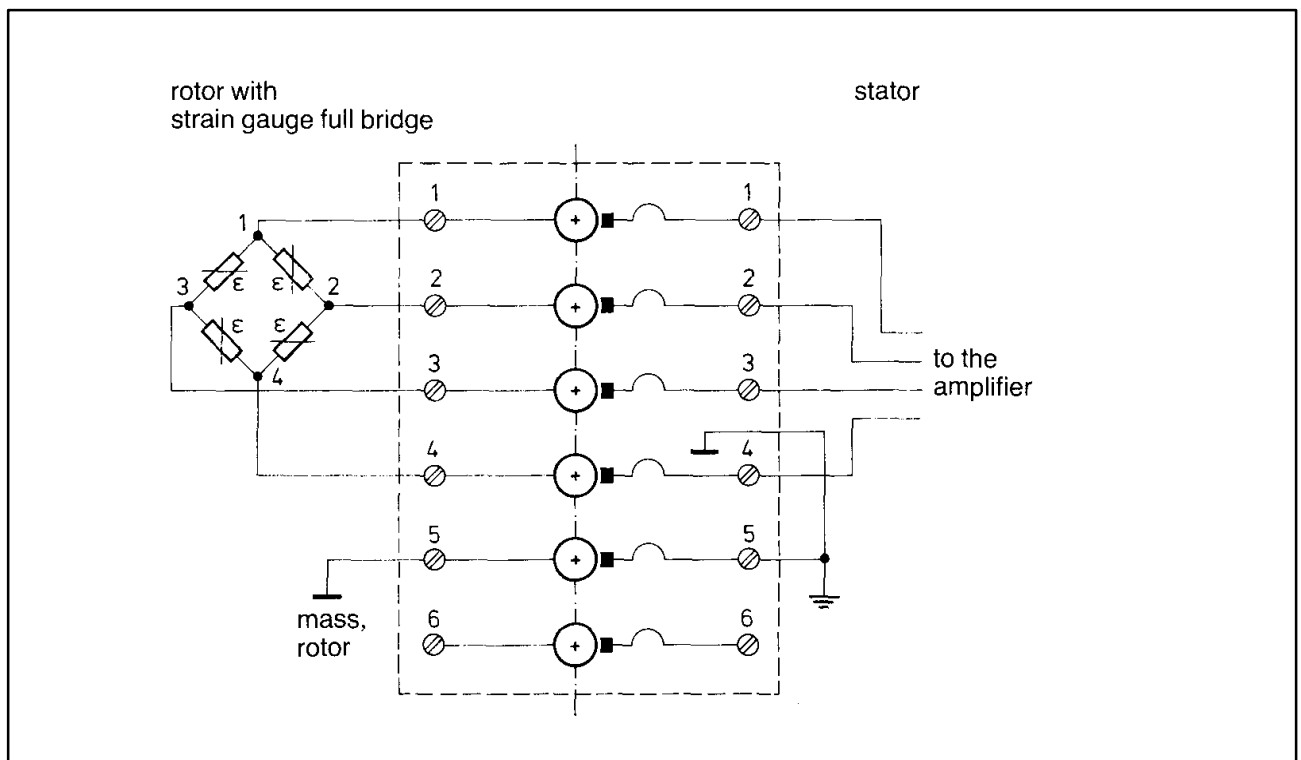 rotor with
strain gauge full bridge
stator
1
1
1
ε
ε
3
2
2
2
ε
ε
4
3
3
to the
amplifier
4
4
5
5
mass,
rotor
6
6